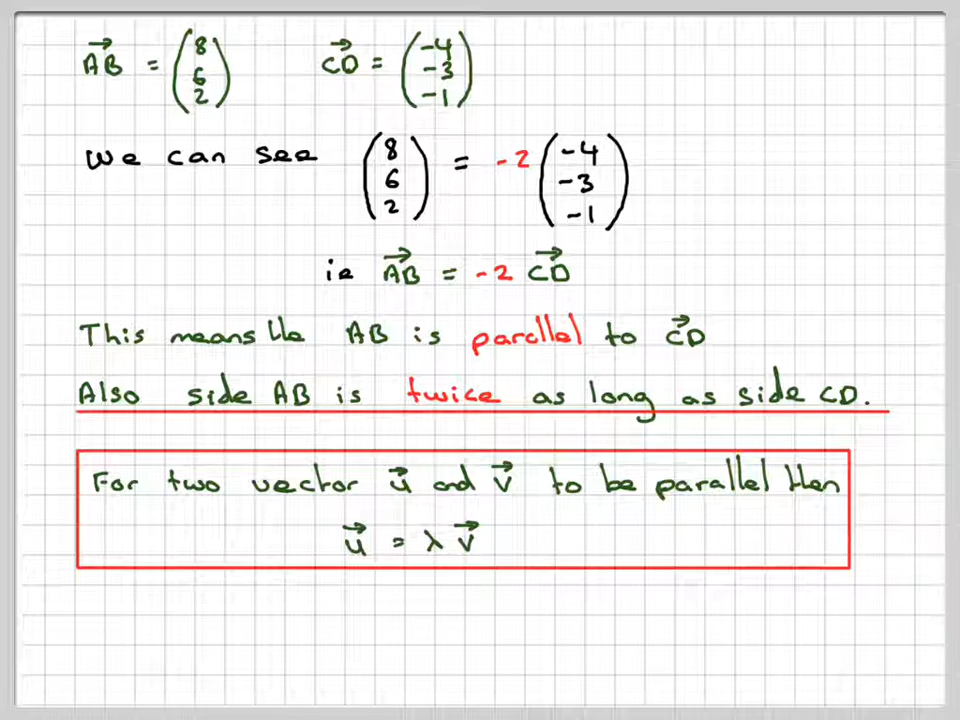 AB⃗ = (8 6 2) CD⃗ = (-4 -3 -1)
we can see (8 6 2) = -2 (-4 -3 -1)
ie AB⃗ = -2 CD⃗
This means the AB is parallel to CD⃗
Also side AB is twice as long as side CD.
For two vector u⃗ and v⃗ to be parallel then
u⃗ = λ v⃗